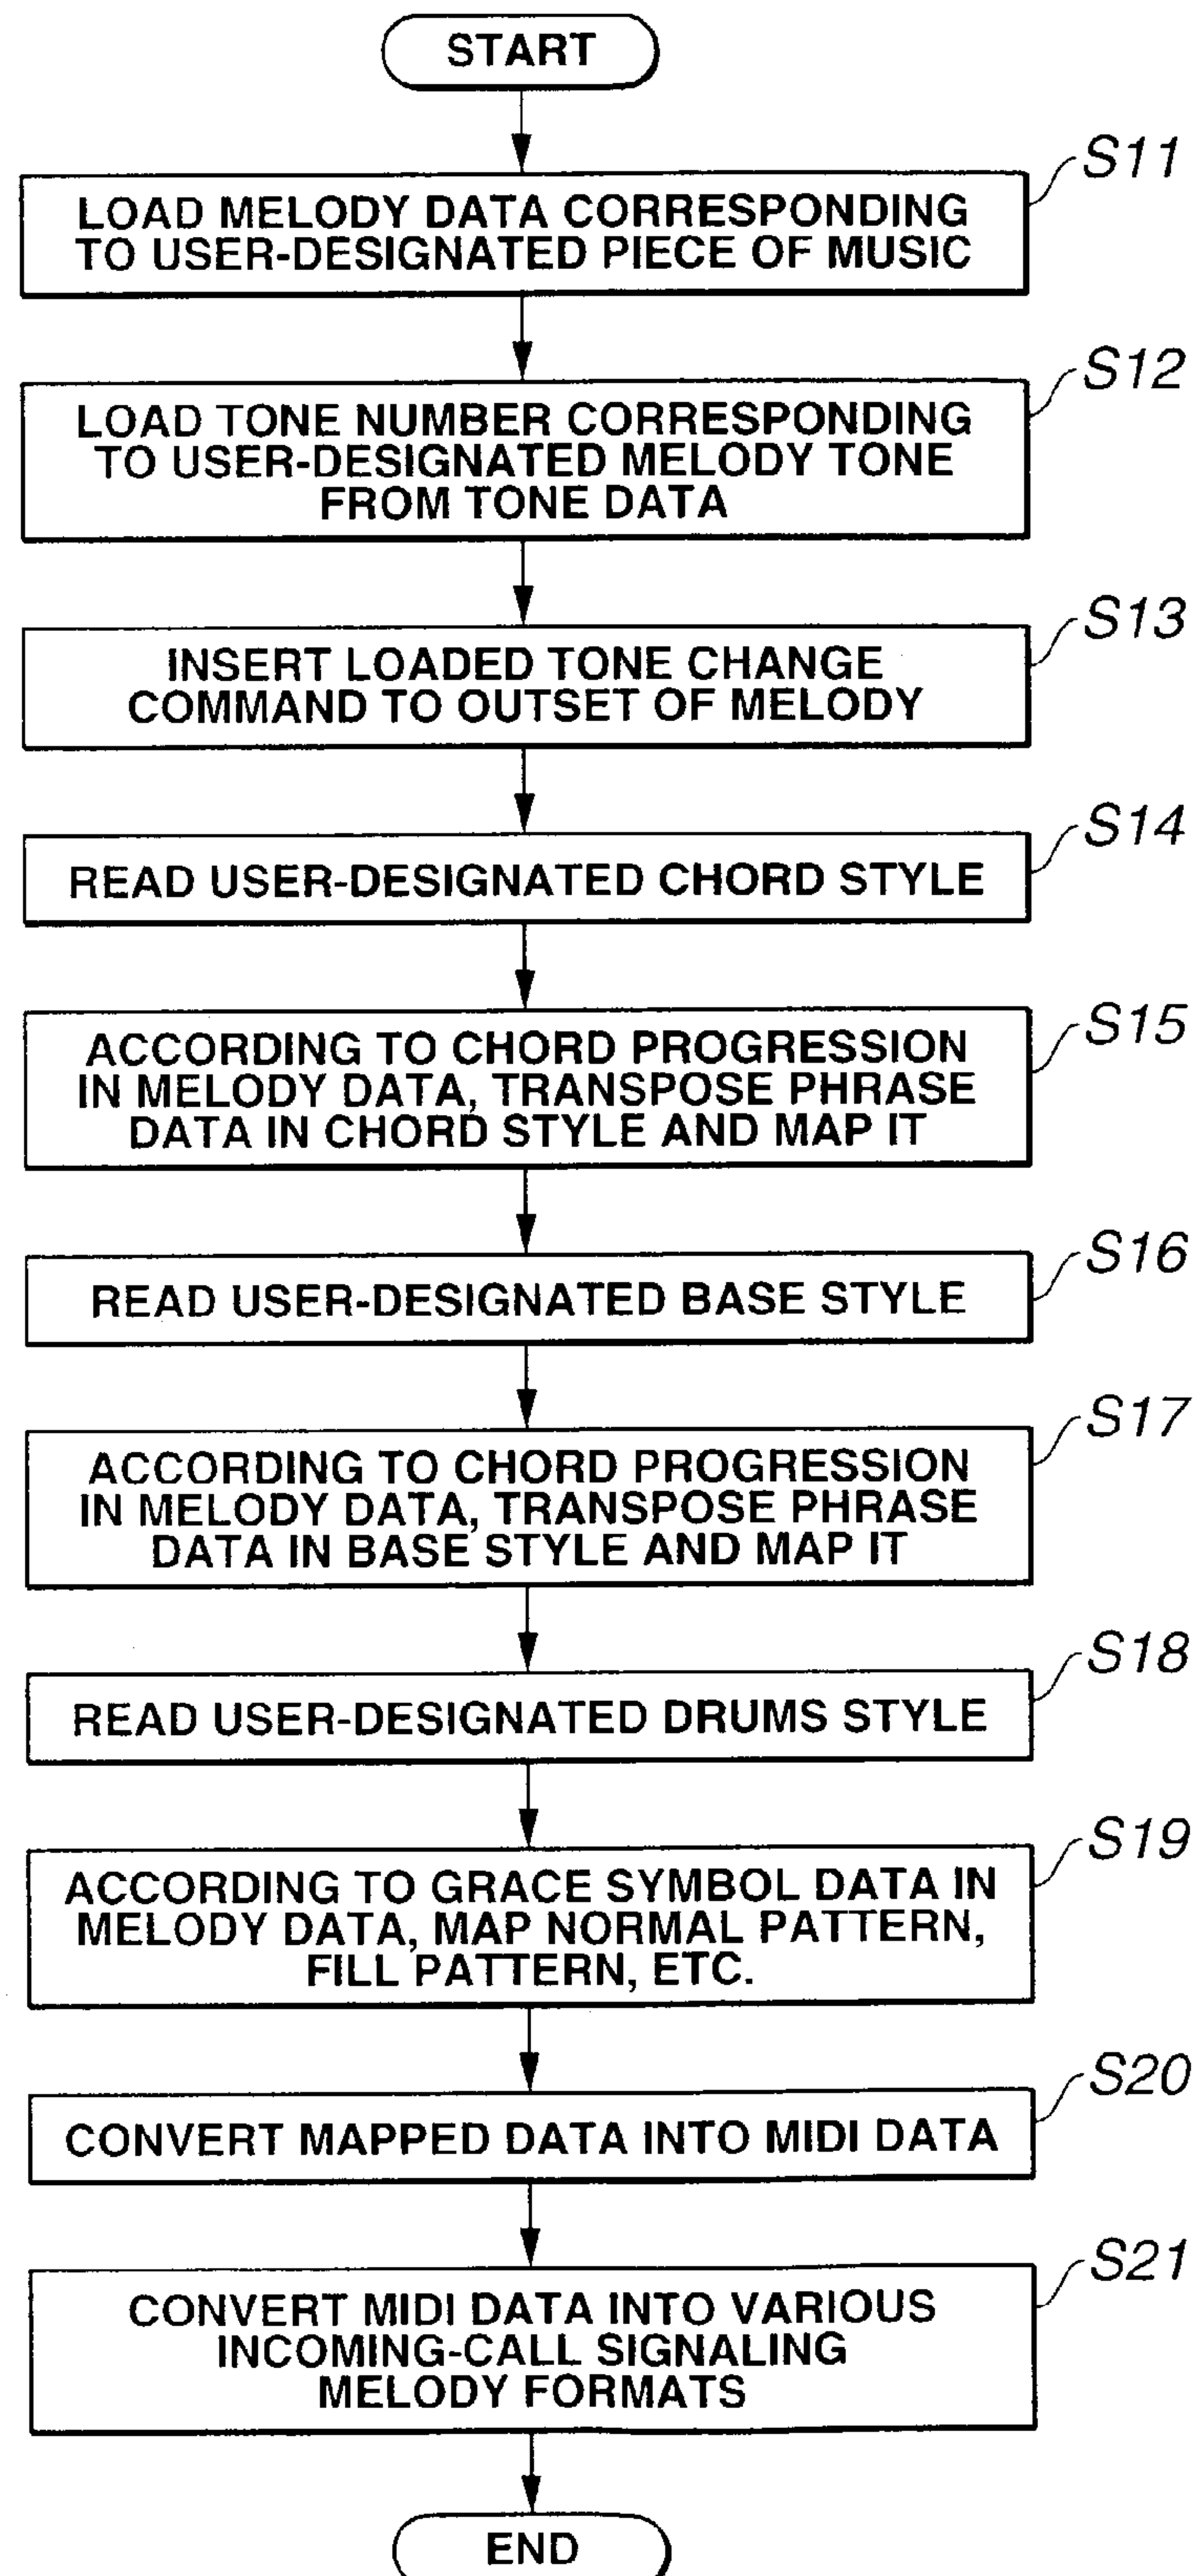 START
S11
LOAD MELODY DATA CORRESPONDING
TO USER-DESIGNATED PIECE OF MUSIC
S12
LOAD TONE NUMBER CORRESPONDING
TO USER-DESIGNATED MELODY TONE
FROM TONE DATA
S13
INSERT LOADED TONE CHANGE
COMMAND TO OUTSET OF MELODY
S14
READ USER-DESIGNATED CHORD STYLE
S15
ACCORDING TO CHORD PROGRESSION
IN MELODY DATA, TRANSPOSE PHRASE
DATA IN CHORD STYLE AND MAP IT
S16
READ USER-DESIGNATED BASE STYLE
S17
ACCORDING TO CHORD PROGRESSION
IN MELODY DATA, TRANSPOSE PHRASE
DATA IN BASE STYLE AND MAP IT
S18
READ USER-DESIGNATED DRUMS STYLE
S19
ACCORDING TO GRACE SYMBOL DATA IN
MELODY DATA, MAP NORMAL PATTERN,
FILL PATTERN, ETC.
S20
CONVERT MAPPED DATA INTO MIDI DATA
S21
CONVERT MIDI DATA INTO VARIOUS
INCOMING-CALL SIGNALING
MELODY FORMATS
END